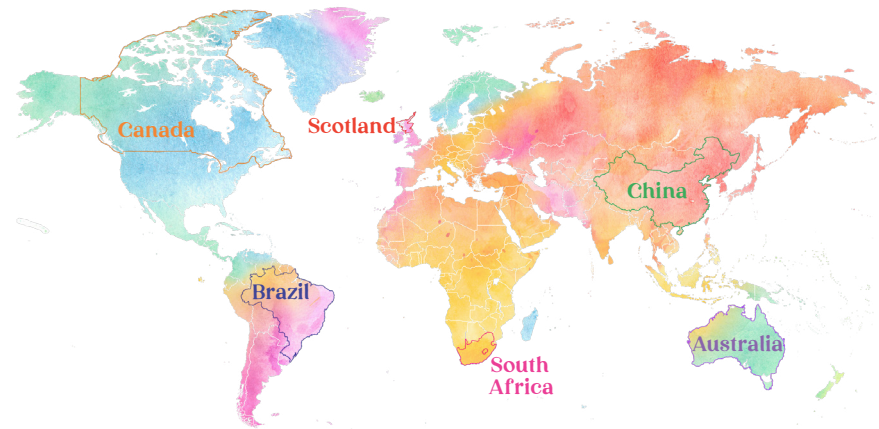 Canada
Scotland
China
Brazil
Australia
South
Africa